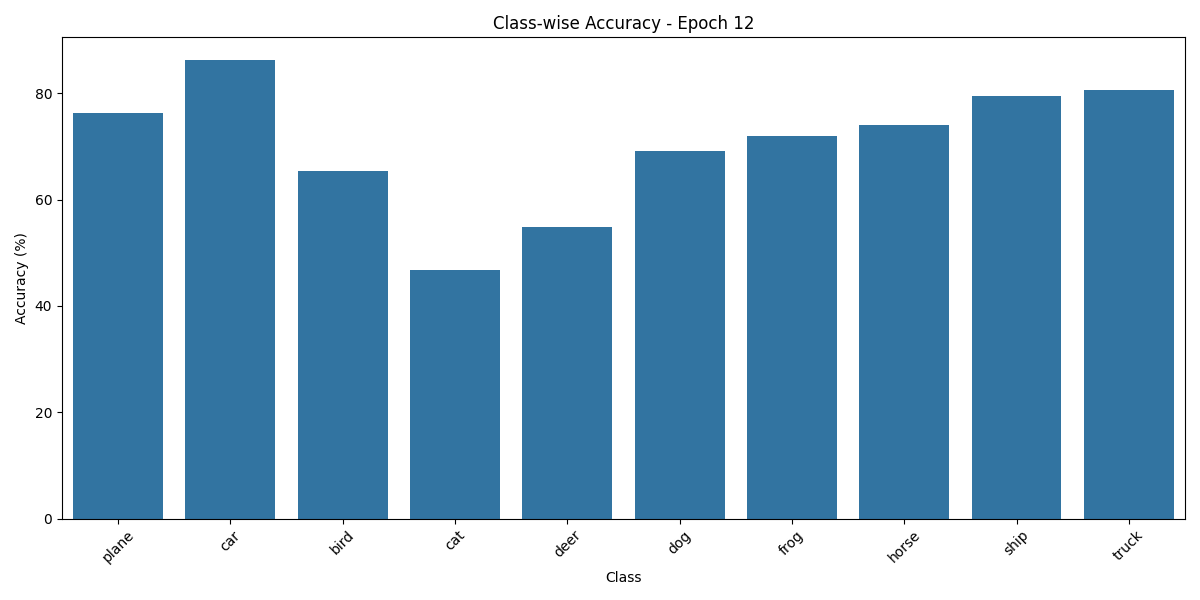 Class-wise Accuracy - Epoch 12
Accuracy (%)
80
60
40
20
0
plane
car
bird
cat
deer
dog
frog
horse
ship
truck
Class